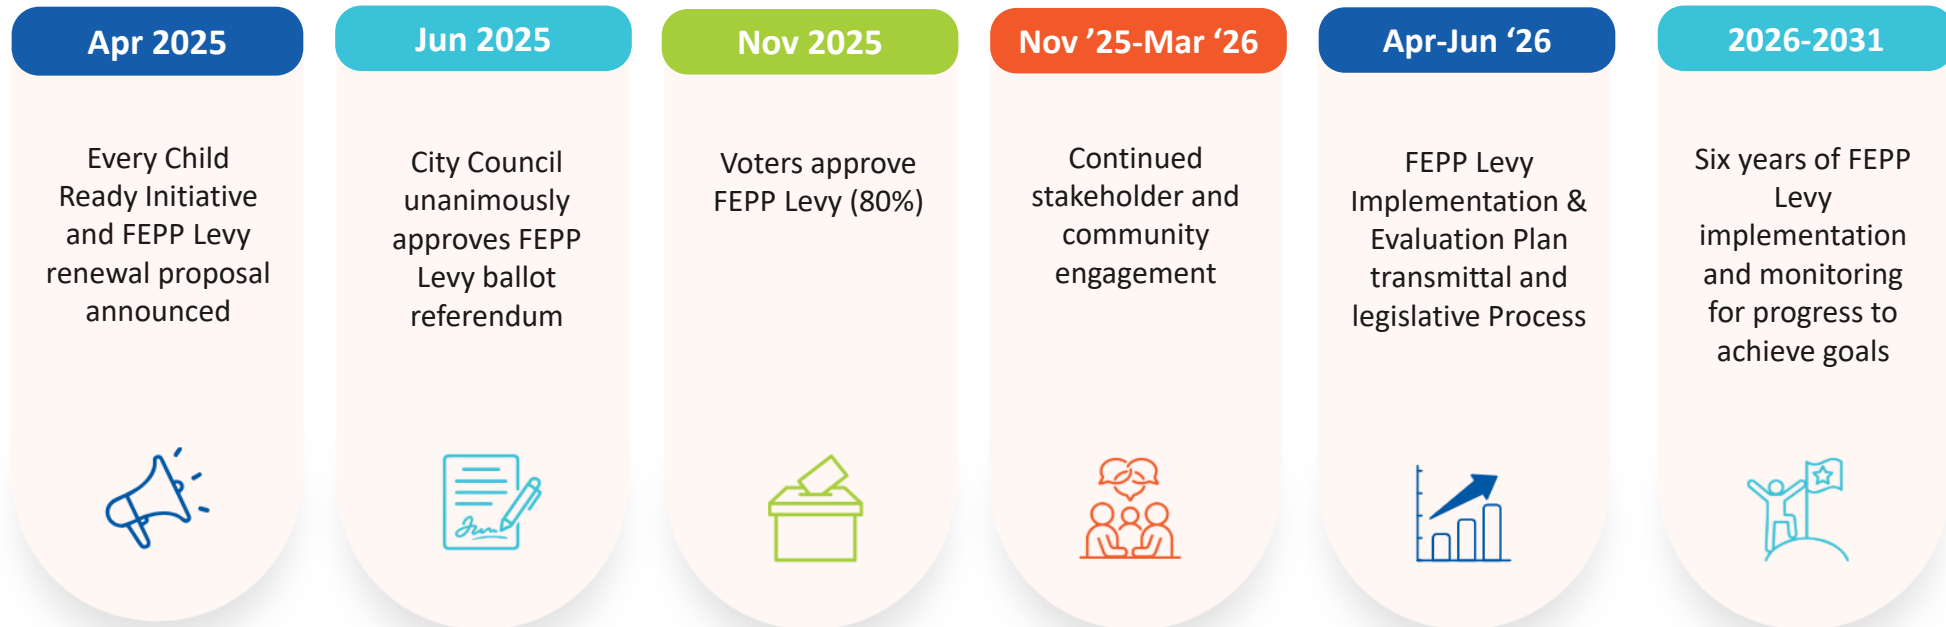 Apr 2025
Every Child
Ready Initiative
and FEPP Levy
renewal proposal
announced
Jun 2025
City Council
unanimously
approves FEPP
Levy ballot
referendum
Nov 2025
Voters approve
FEPP Levy (80%)
Nov ’25-Mar ‘26
Continued
stakeholder and
community
engagement
Apr-Jun ‘26
FEPP Levy
Implementation &
Evaluation Plan
transmittal and
legislative Process
2026-2031
Six years of FEPP
Levy
implementation
and monitoring
for progress to
achieve goals